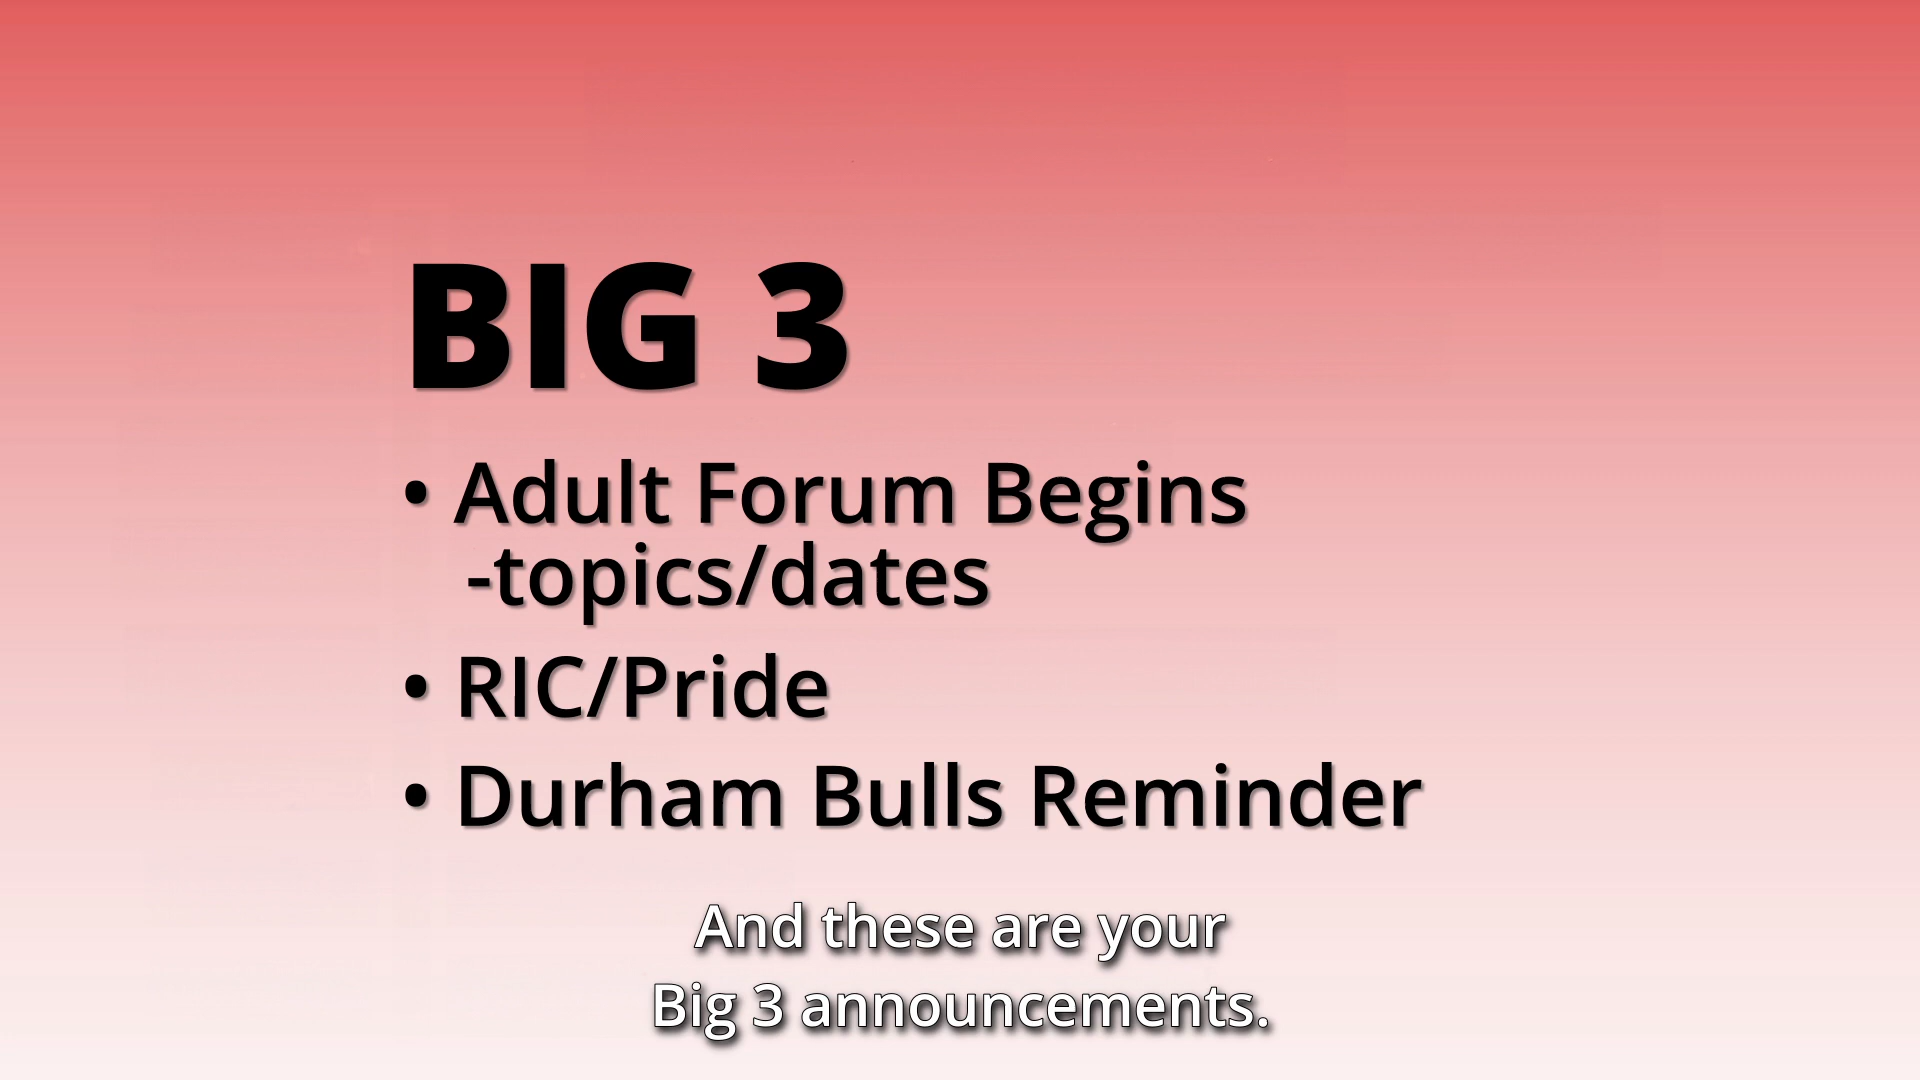 BIG 3
• Adult Forum Begins
-topics/dates
• RIC/Pride
• Durham Bulls Reminder
And these are your
Big 3 announcements.